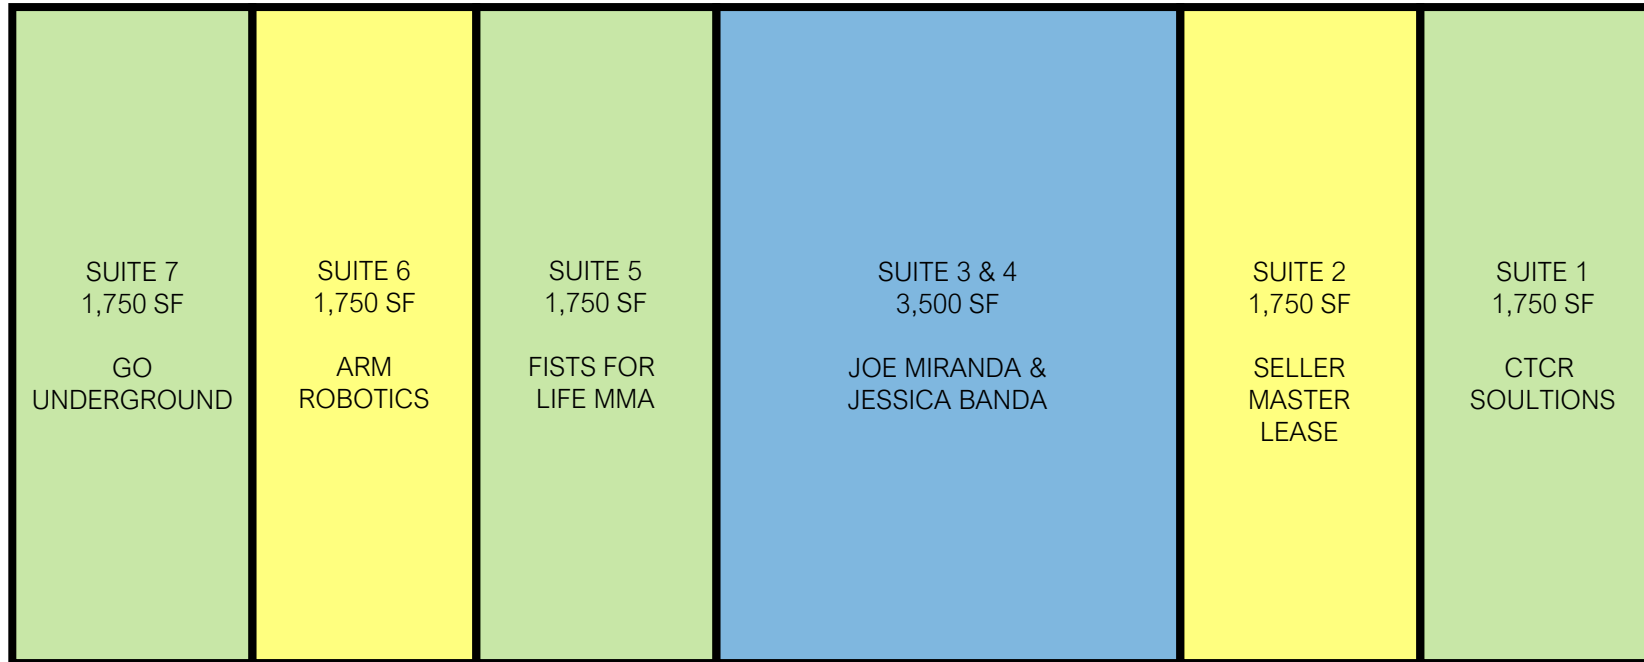 SUITE 7
1,750 SF
GO
UNDERGROUND
SUITE 6
1,750 SF
ARM
ROBOTICS
SUITE 5
1,750 SF
FISTS FOR
LIFE MMA
SUITE 3 & 4
3,500 SF
JOE MIRANDA &
JESSICA BANDA
SUITE 2
1,750 SF
SELLER
MASTER
LEASE
SUITE 1
1,750 SF
CTCR
SOULTIONS